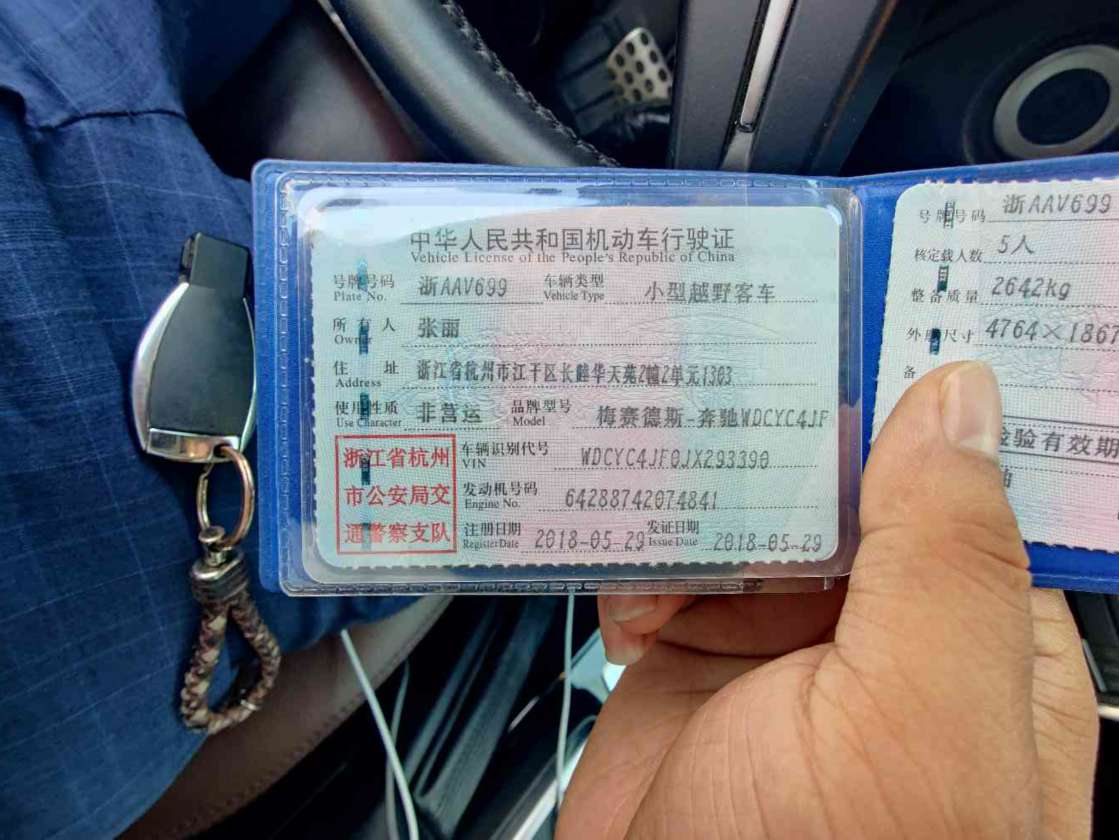 中华人民共和国机动车行驶证
Vehicle License of the People's Republic of China
号牌号码 浙AAV699 车辆类型 小型越野客车
Plate No. Vehicle Type
所有人 张丽
Owner
住址 浙江省杭州市江干区长睦华天苑2幢2单元1303
Address
使用性质 非营运 品牌型号 梅赛德斯-奔驰WDCYC4JF
Use Character Model
浙江省杭州
市公安局交
通警察支队
车辆识别代号 WDCYC4JF0JX293390
VIN
发动机号码 64288742074841
Engine No.
注册日期 2018-05-29 发证日期 2018-05-29
Register Date Issue Date
号牌号码 浙AAV699
核定载人数 5人
整备质量 2642Kg
外廓尺寸 4764×1867
备
检验有效期
油